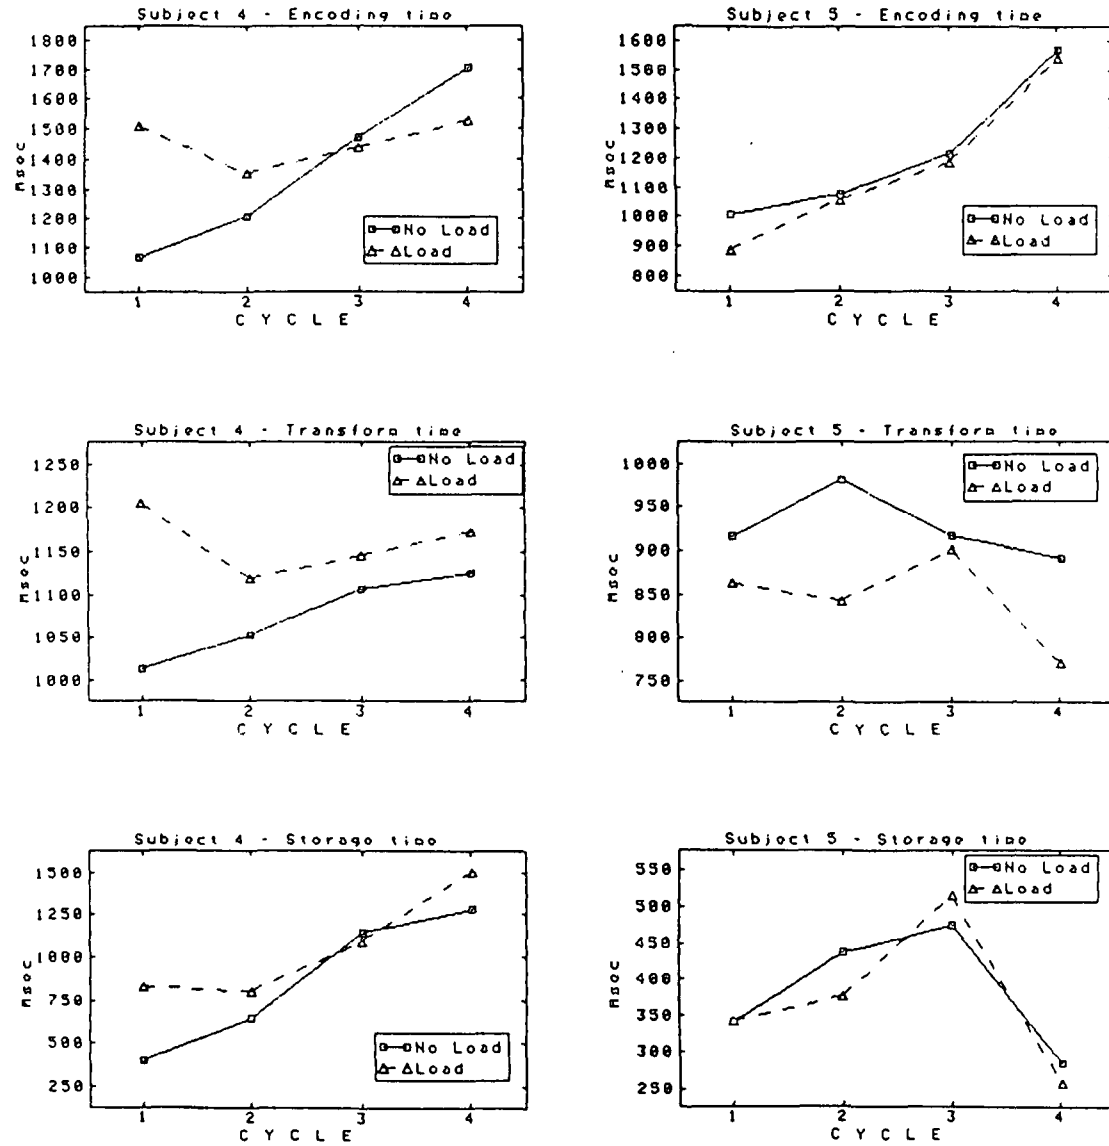 Subject 4 - Encoding time
1800
1700
1600
1500
1400
1300
1200
1100
1000
msec
No Load
Load
1 2 3 4
C Y C L E
Subject 5 - Encoding time
1600
1500
1400
1300
1200
1100
1000
900
800
msec
No Load
Load
1 2 3 4
C Y C L E
Subject 4 - Transform time
1250
1200
1150
1100
1050
1000
msec
No Load
Load
1 2 3 4
C Y C L E
Subject 5 - Transform time
1000
950
900
850
800
750
msec
No Load
Load
1 2 3 4
C Y C L E
Subject 4 - Storage time
1500
1250
1000
750
500
250
msec
No Load
Load
1 2 3 4
C Y C L E
Subject 5 - Storage time
550
500
450
400
350
300
250
msec
No Load
Load
1 2 3 4
C Y C L E